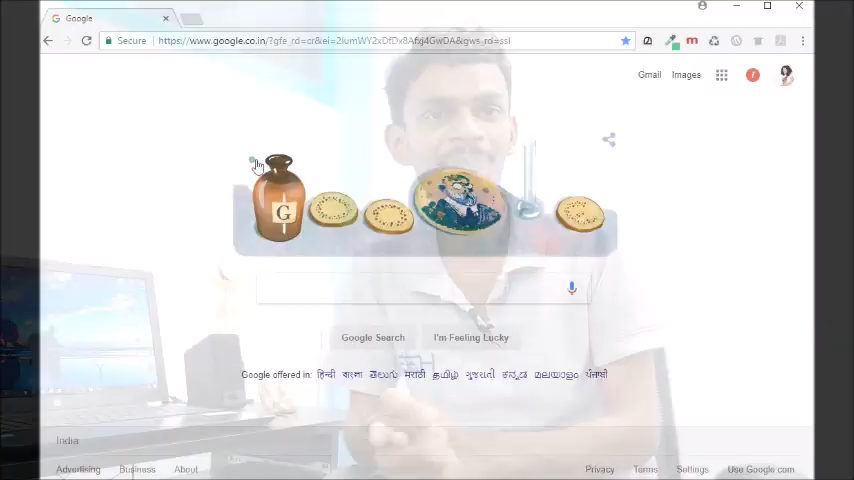 Google
Secure
https://www.google.co.in/?gfe_rd=cr&ei=2IumWY2xDfDx8Afxj4GwDA&gws_rd=ssl
Gmail Images
G
Google Search I'm Feeling Lucky
Google offered in: हिन्दी বাংলা తెలుగు मराठी தமிழ் ગુજરાતી ಕನ್ನಡ മലയാളം ਪੰਜਾਬੀ
India
Advertising Business About Privacy Terms Settings Use Google.com